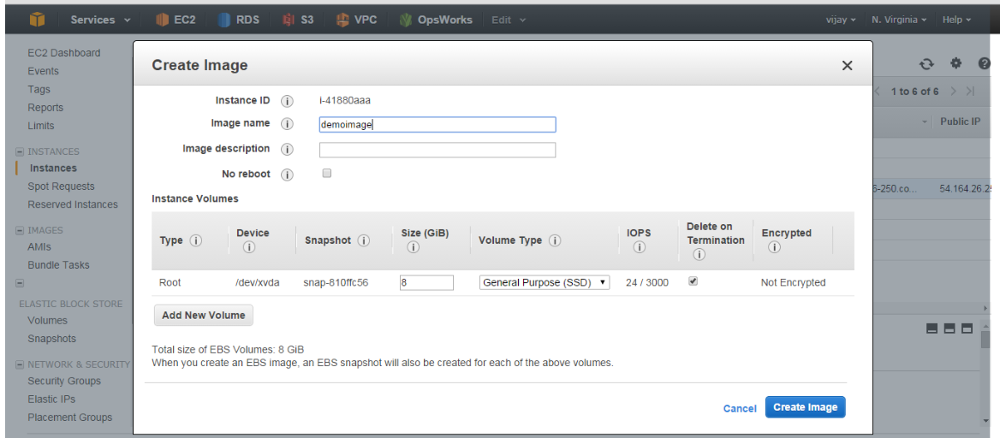 Services EC2 RDS S3 VPC OpsWorks Edit vijay N. Virginia Help
EC2 Dashboard
Events
Tags
Reports
Limits
INSTANCES
Instances
Spot Requests
Reserved Instances
IMAGES
AMIs
Bundle Tasks
ELASTIC BLOCK STORE
Volumes
Snapshots
NETWORK & SECURITY
Security Groups
Elastic IPs
Placement Groups
Create Image
Instance ID i-41880aaa
Image name demoimage
Image description
No reboot
Instance Volumes
Type Device Snapshot Size (GiB) Volume Type IOPS Delete on Termination Encrypted
Root /dev/xvda snap-810ffc56 8 General Purpose (SSD) 24 / 3000 Not Encrypted
Add New Volume
Total size of EBS Volumes: 8 GiB
When you create an EBS image, an EBS snapshot will also be created for each of the above volumes.
Cancel Create Image
1 to 6 of 6
Public IP
-250.co... 54.164.26.2